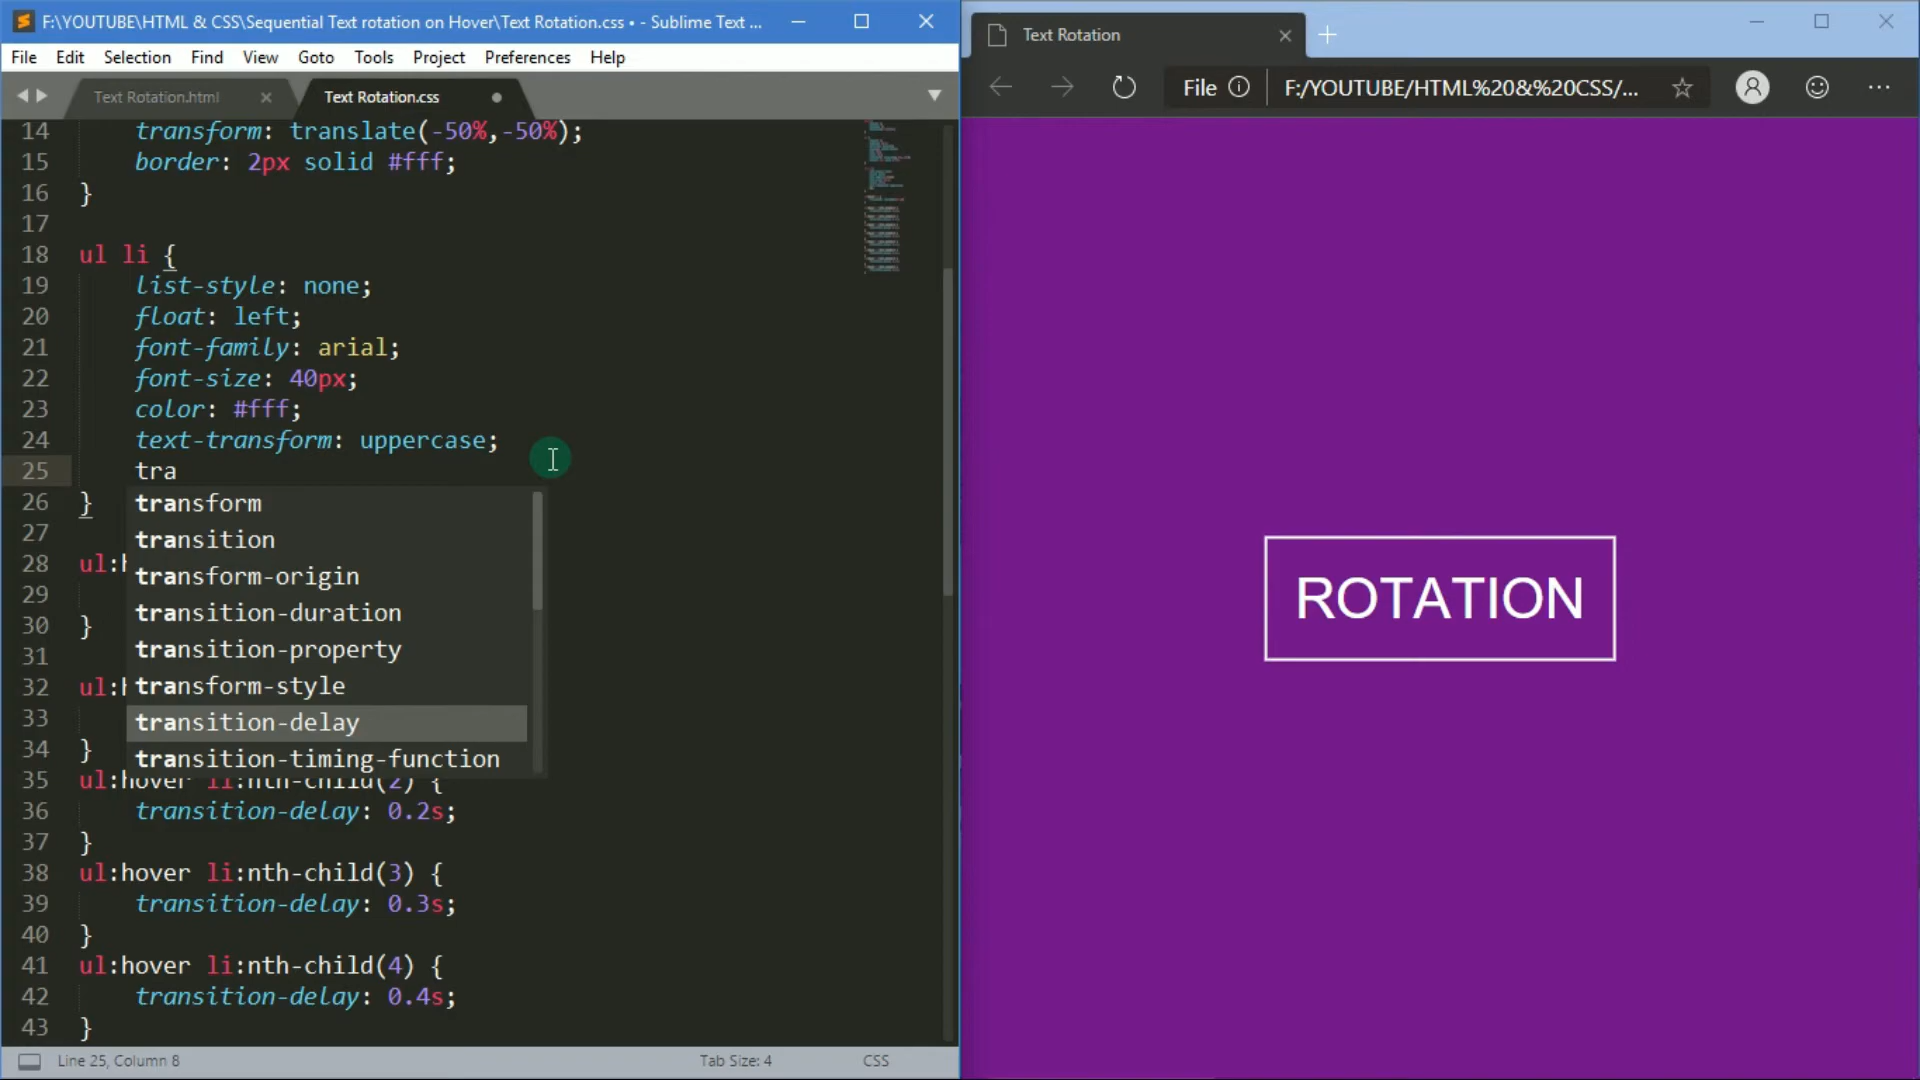 F:\YOUTUBE\HTML & CSS\Sequential Text rotation on Hover\Text Rotation.css • - Sublime Text ...
File Edit Selection Find View Goto Tools Project Preferences Help
Text Rotation.html Text Rotation.css
14 transform: translate(-50%,-50%);
15 border: 2px solid #fff;
16 }
17
18 ul li {
19 list-style: none;
20 float: left;
21 font-family: arial;
22 font-size: 40px;
23 color: #fff;
24 text-transform: uppercase;
25 tra
26 }
transform
27
transition
28 ul:h
transform-origin
29
transition-duration
30 }
31
transition-property
32 ul:h
transform-style
33
transition-delay
34 }
transition-timing-function
35 ul:hover li:nth-child(2) {
36 transition-delay: 0.2s;
37 }
38 ul:hover li:nth-child(3) {
39 transition-delay: 0.3s;
40 }
41 ul:hover li:nth-child(4) {
42 transition-delay: 0.4s;
43 }
Line 25, Column 8 Tab Size: 4 CSS
Text Rotation
File F:/YOUTUBE/HTML%20&%20CSS/...
ROTATION